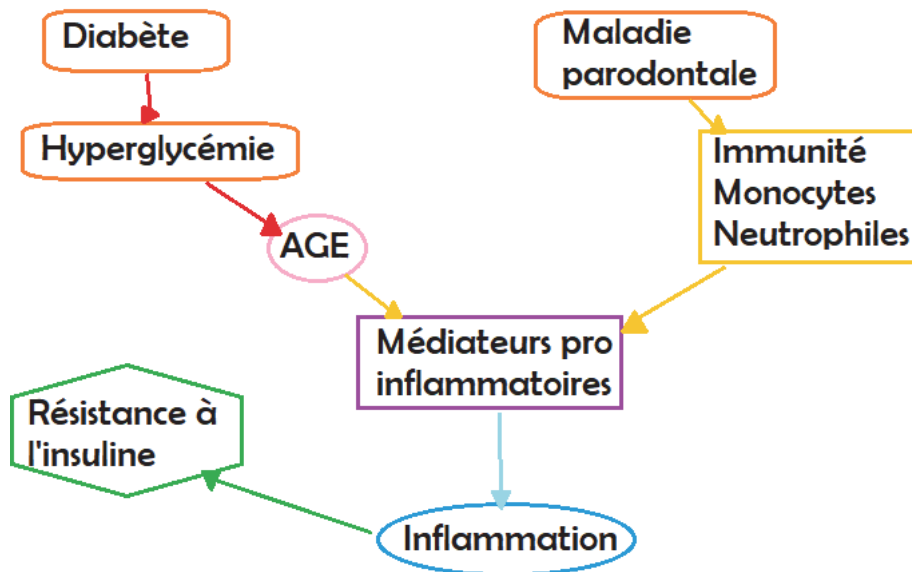 Diabète
Maladie
parodontale
Hyperglycémie
Immunité
Monocytes
Neutrophiles
AGE
Médiateurs pro
inflammatoires
Résistance à
l'insuline
Inflammation